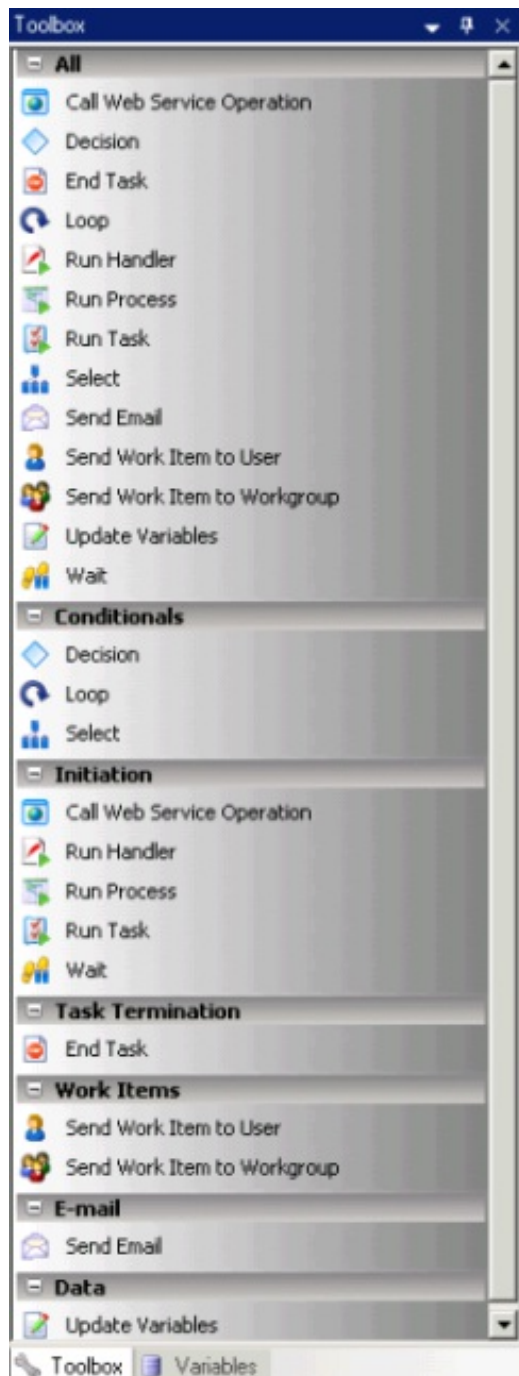 Toolbox
All
Call Web Service Operation
Decision
End Task
Loop
Run Handler
Run Process
Run Task
Select
Send Email
Send Work Item to User
Send Work Item to Workgroup
Update Variables
Wait
Conditionals
Decision
Loop
Select
Initiation
Call Web Service Operation
Run Handler
Run Process
Run Task
Wait
Task Termination
End Task
Work Items
Send Work Item to User
Send Work Item to Workgroup
E-mail
Send Email
Data
Update Variables
Toolbox Variables